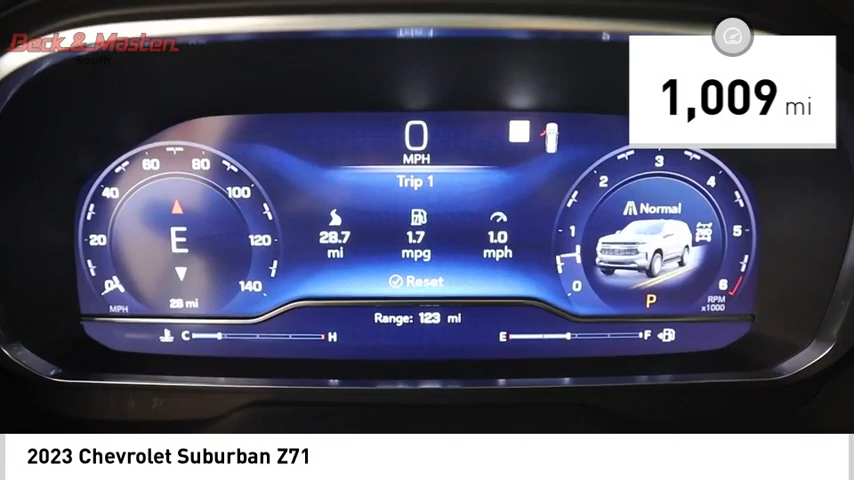 Beck & Masten
South
1,009 mi
0
MPH
Trip 1
28.7 1.7 1.0
mi mpg mph
Reset
Range: 123 mi
0 20 40 60 80 100 120 140
MPH
E
28 mi
0 1 2 3 4 5 6
Normal
P
RPM
x1000
C H
E F
2023 Chevrolet Suburban Z71